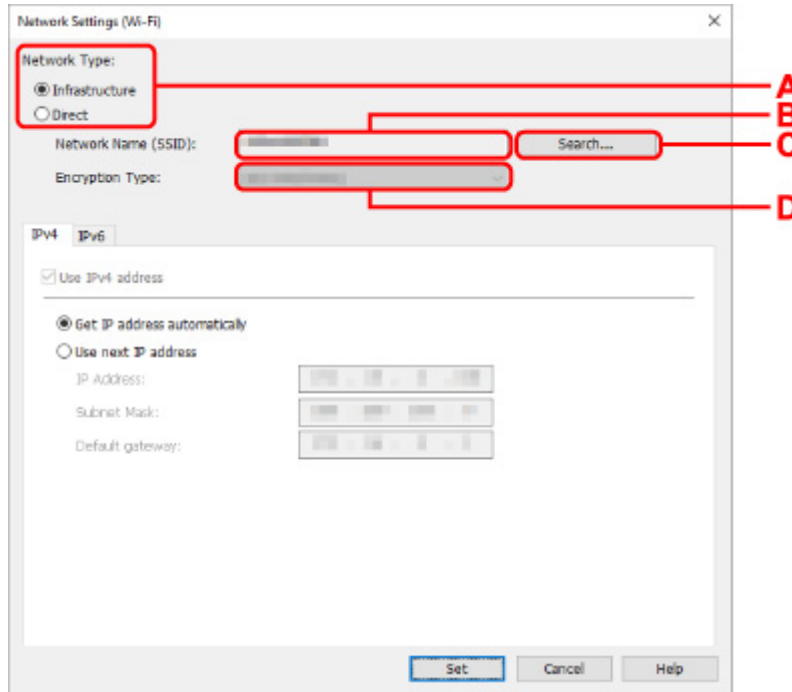 Network Settings (Wi-Fi)
Network Type:
Infrastructure
Direct
A
B
Network Name (SSID):
Search...
C
Encryption Type:
D
IPv4 IPv6
Use IPv4 address
Get IP address automatically
Use next IP address
IP Address:
Subnet Mask:
Default gateway:
Set Cancel Help